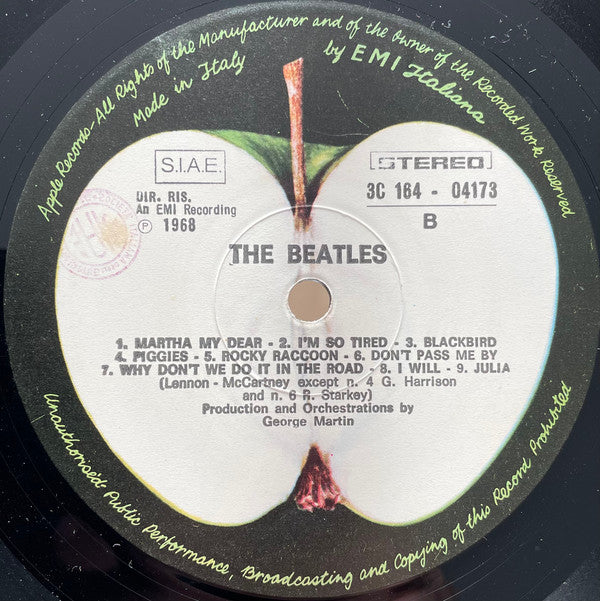 Apple Records - All Rights of the Manufacturer and of the Owner of the Recorded Work Reserved
Made in Italy
by EMI Italiana
S.I.A.E.
STEREO
DIR. RIS.
An EMI Recording
℗ 1968
3C 164 - 04173
B
THE BEATLES
1. MARTHA MY DEAR - 2. I'M SO TIRED - 3. BLACKBIRD
4. PIGGIES - 5. ROCKY RACCOON - 6. DON'T PASS ME BY
7. WHY DON'T WE DO IT IN THE ROAD - 8. I WILL - 9. JULIA
(Lennon - McCartney except n. 4 G. Harrison
and n. 6 R. Starkey)
Production and Orchestrations by
George Martin
Unauthorised Public Performance, Broadcasting and Copying of this Record Prohibited